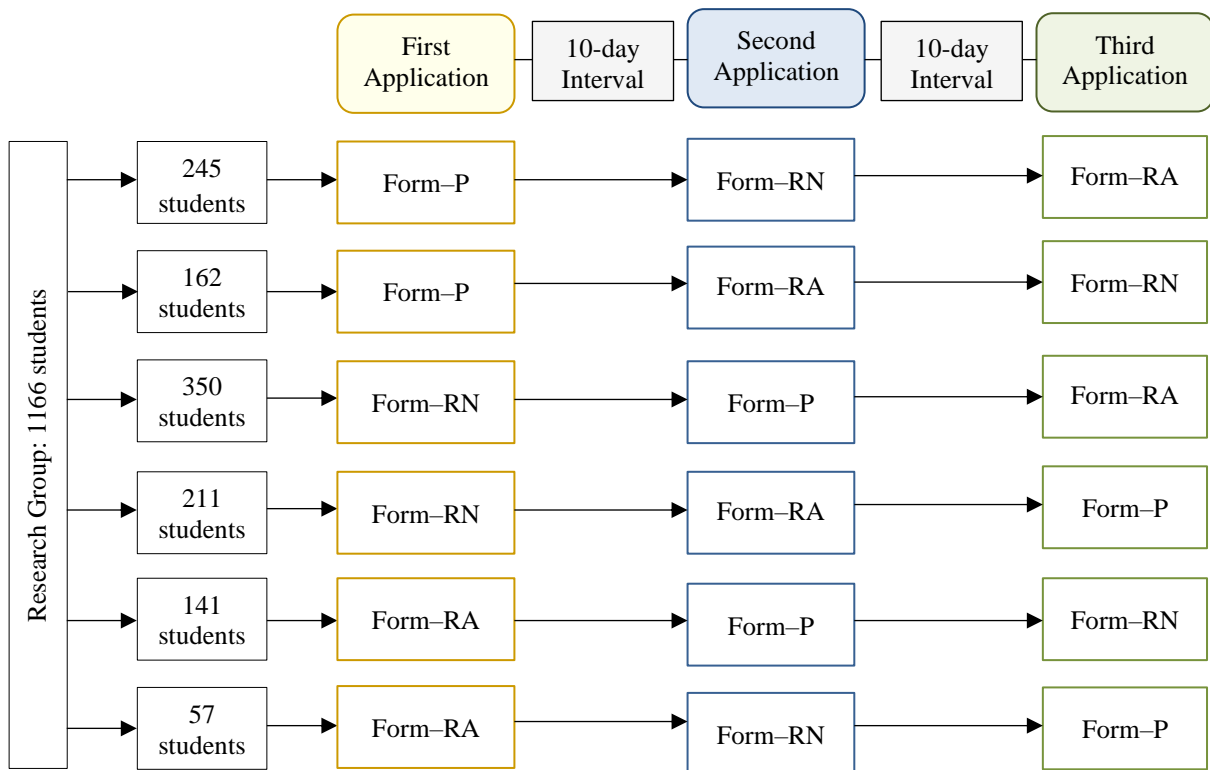 First
Application
10-day
Interval
Second
Application
10-day
Interval
Third
Application
Research Group: 1166 students
245
students
Form–P
Form–RN
Form–RA
162
students
Form–P
Form–RA
Form–RN
350
students
Form–RN
Form–P
Form–RA
211
students
Form–RN
Form–RA
Form–P
141
students
Form–RA
Form–P
Form–RN
57
students
Form–RA
Form–RN
Form–P